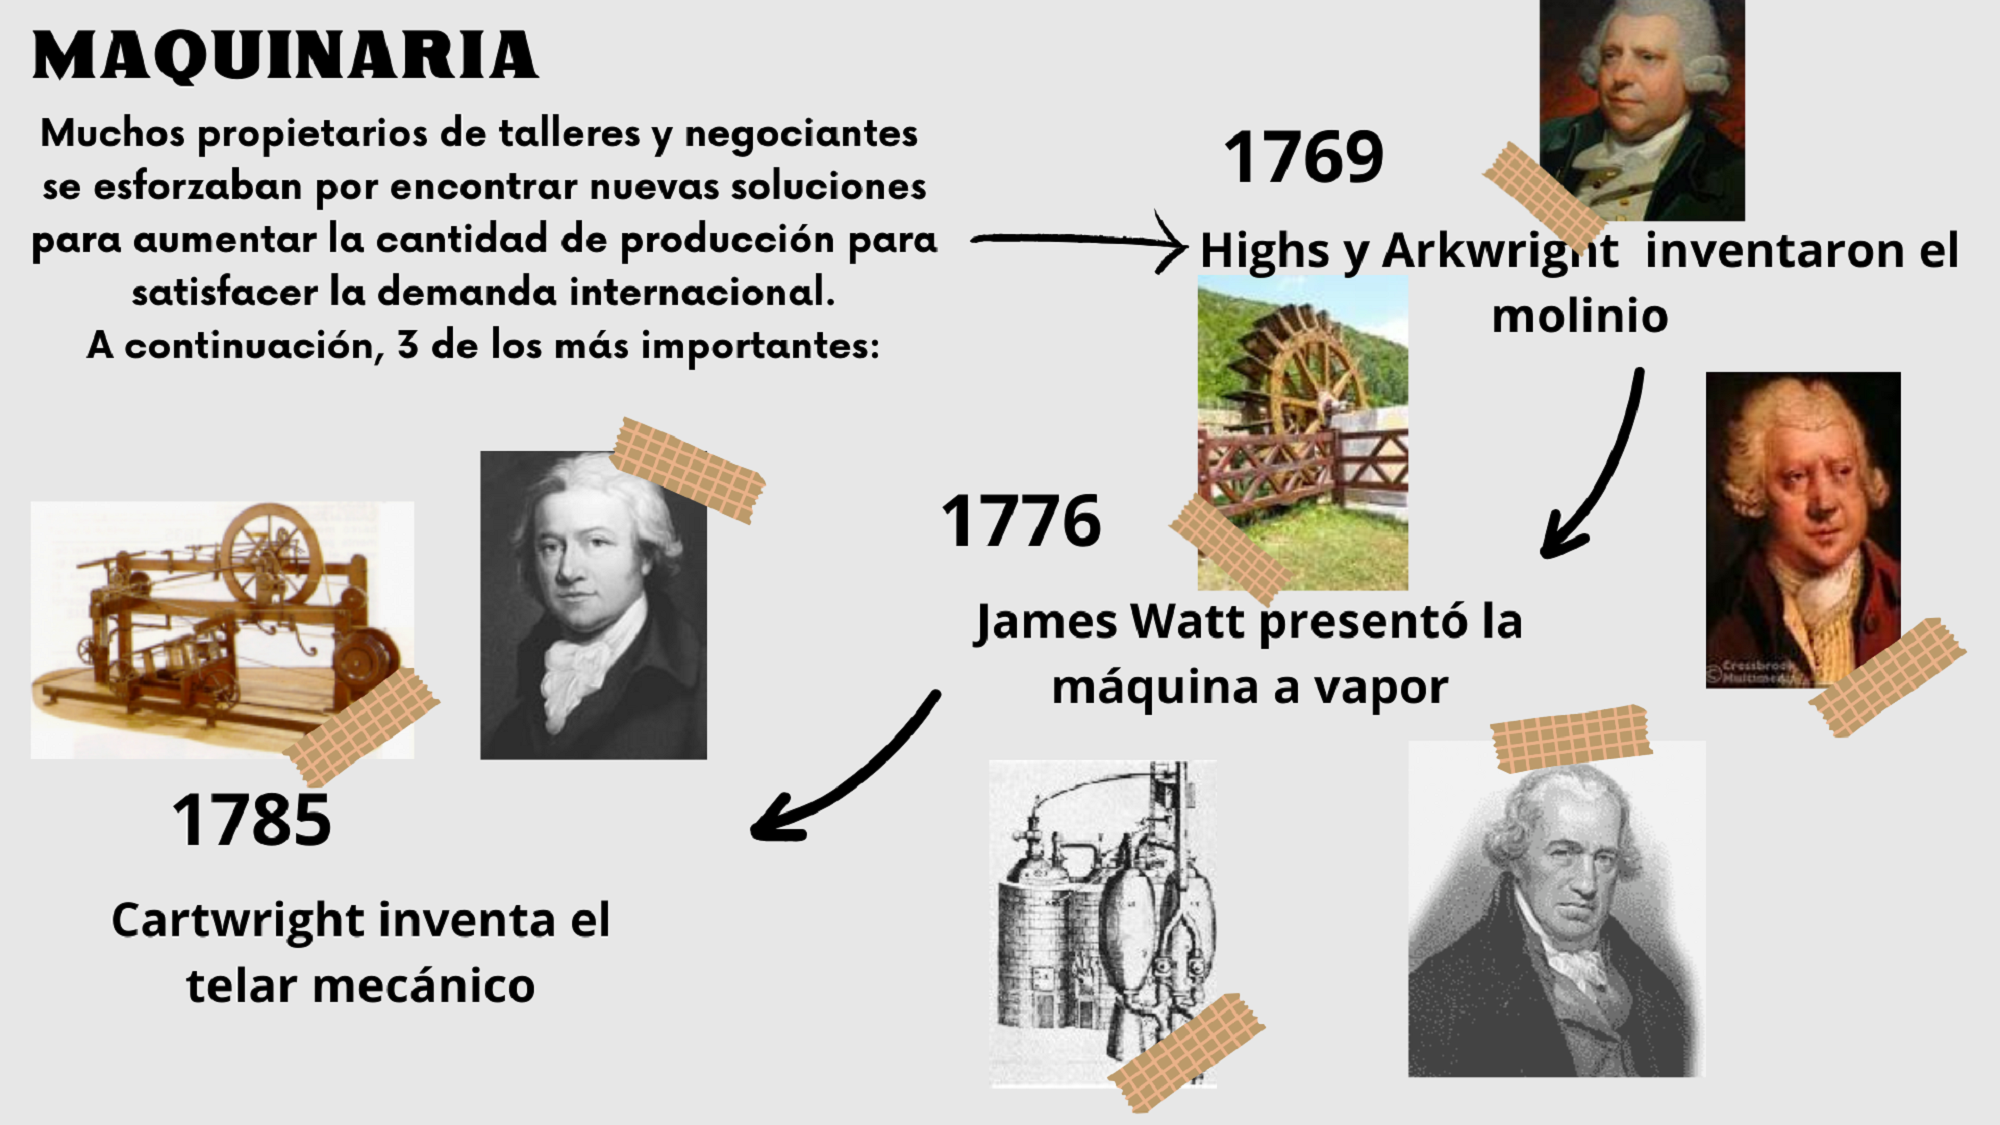 MAQUINARIA
Muchos propietarios de talleres y negociantes
se esforzaban por encontrar nuevas soluciones
para aumentar la cantidad de producción para
satisfacer la demanda internacional.
A continuación, 3 de los más importantes:
1769
Highs y Arkwright inventaron el
molinio
1776
James Watt presentó la
máquina a vapor
1785
Cartwright inventa el
telar mecánico
©Crossbrook
Multimedia